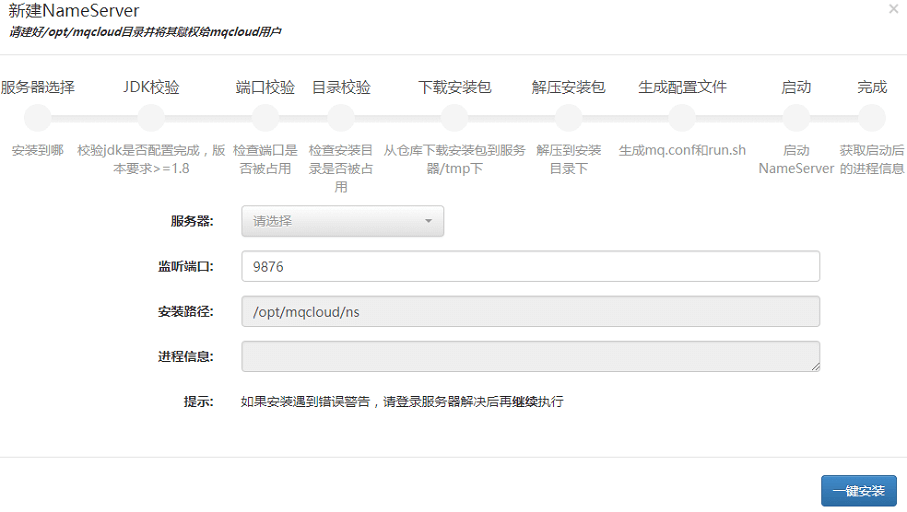 新建NameServer
×
请建好/opt/mqcloud目录并将其赋权给mqcloud用户
服务器选择 JDK校验 端口校验 目录校验 下载安装包 解压安装包 生成配置文件 启动 完成
安装到哪 校验jdk是否配置完成，版 检查端口是 检查安装目 从仓库下载安装包到服务 解压到安装 生成mq.conf和run.sh 启动 获取启动后
本要求>=1.8 否被占用 录是否被占 器/tmp下 目录下 NameServer 的进程信息
用
服务器: 请选择
监听端口: 9876
安装路径: /opt/mqcloud/ns
进程信息:
提示: 如果安装遇到错误警告，请登录服务器解决后再继续执行
一键安装